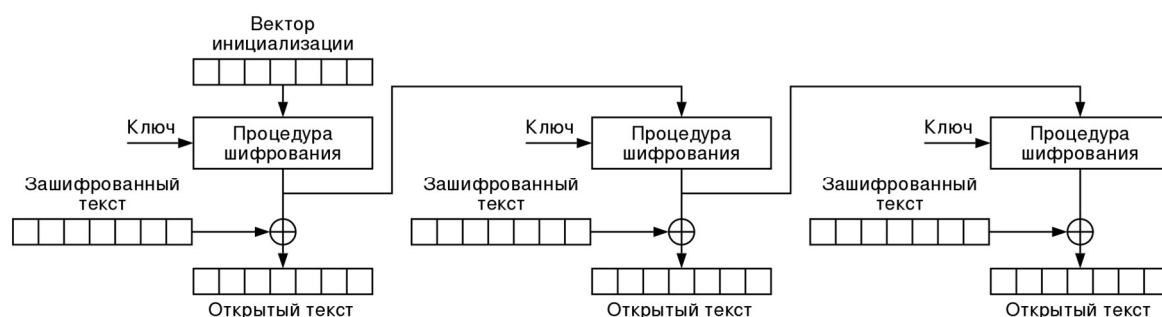 Вектор
инициализации
Ключ
Процедура
шифрования
Ключ
Процедура
шифрования
Ключ
Процедура
шифрования
Зашифрованный
текст
Зашифрованный
текст
Зашифрованный
текст
Открытый текст
Открытый текст
Открытый текст